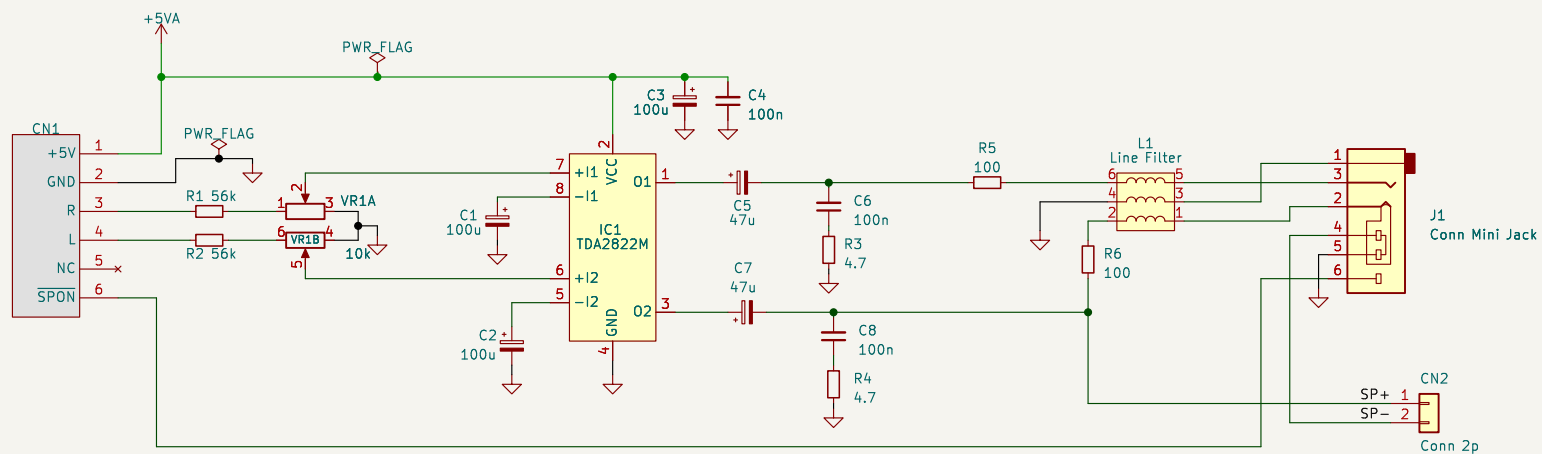 +5VA
PWR_FLAG
C3
100u
+
C4
100n
CN1
PWR_FLAG
+5V 1
GND 2
R 3
L 4
NC 5
SPON 6
R1 56k
R2 56k
2
1 3
VR1A
6 VR1B 4
10k
5
7 +I1
8 -I1
6 +I2
5 -I2
2
VCC
O1 1
IC1
TDA2822M
O2 3
GND
4
C1
100u
+
C2
100u
+
+
C5
47u
C6
100n
R3
4.7
C7
47u
+
C8
100n
R4
4.7
R5
100
L1
Line Filter
6 5
4 3
2 1
R6
100
1
3
2
4
5
6
J1
Conn Mini Jack
CN2
SP+ 1
SP- 2
Conn 2p